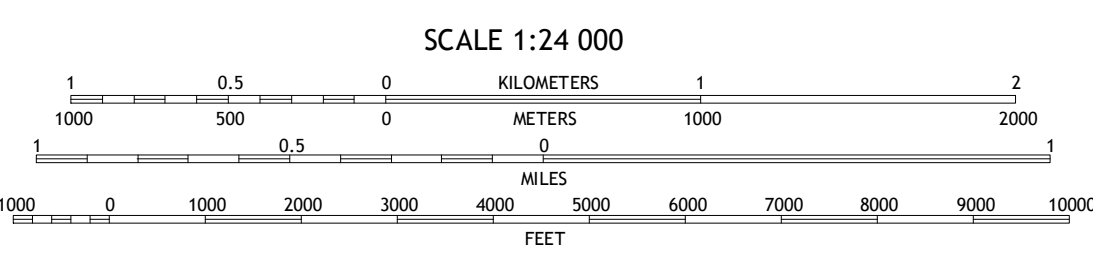 SCALE 1:24 000
1 0.5 0 KILOMETERS 1 2
1000 500 0 METERS 1000 2000
1 0.5 0 1
MILES
1000 0 1000 2000 3000 4000 5000 6000 7000 8000 9000 10000
FEET